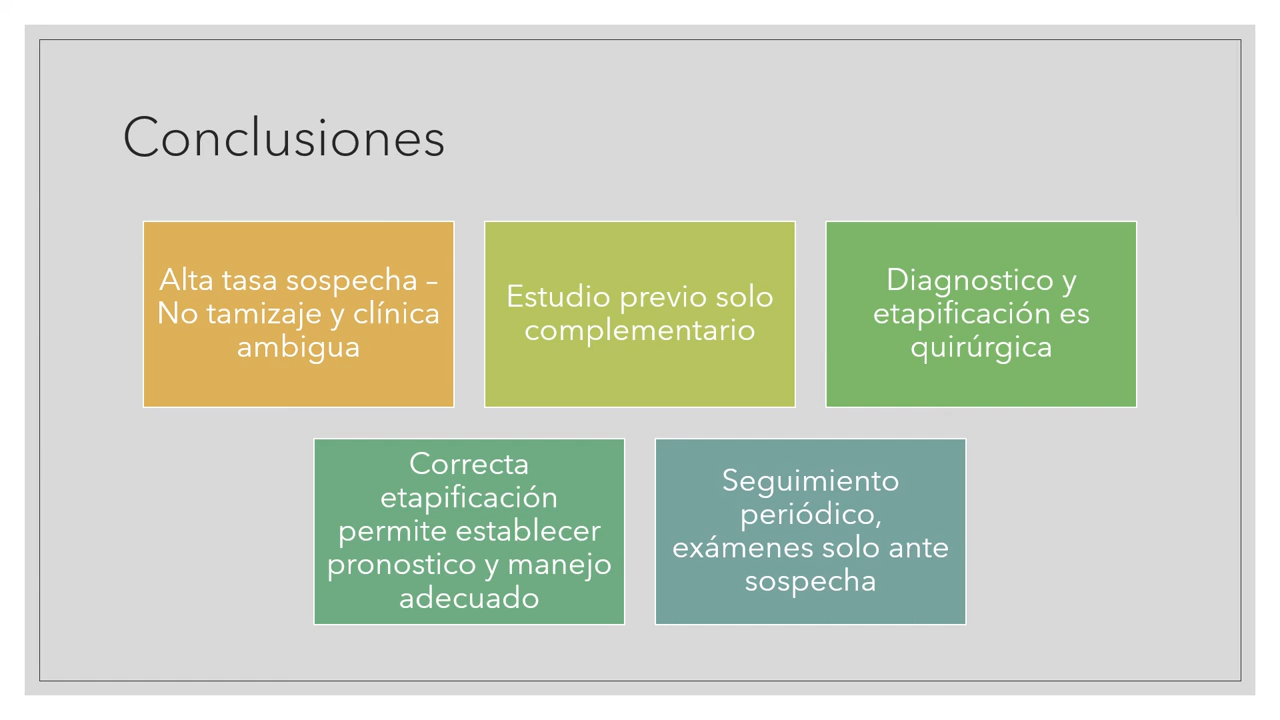 Conclusiones
Alta tasa sospecha –
No tamizaje y clínica
ambigua
Estudio previo solo
complementario
Diagnostico y
etapificación es
quirúrgica
Correcta
etapificación
permite establecer
pronostico y manejo
adecuado
Seguimiento
periódico,
exámenes solo ante
sospecha